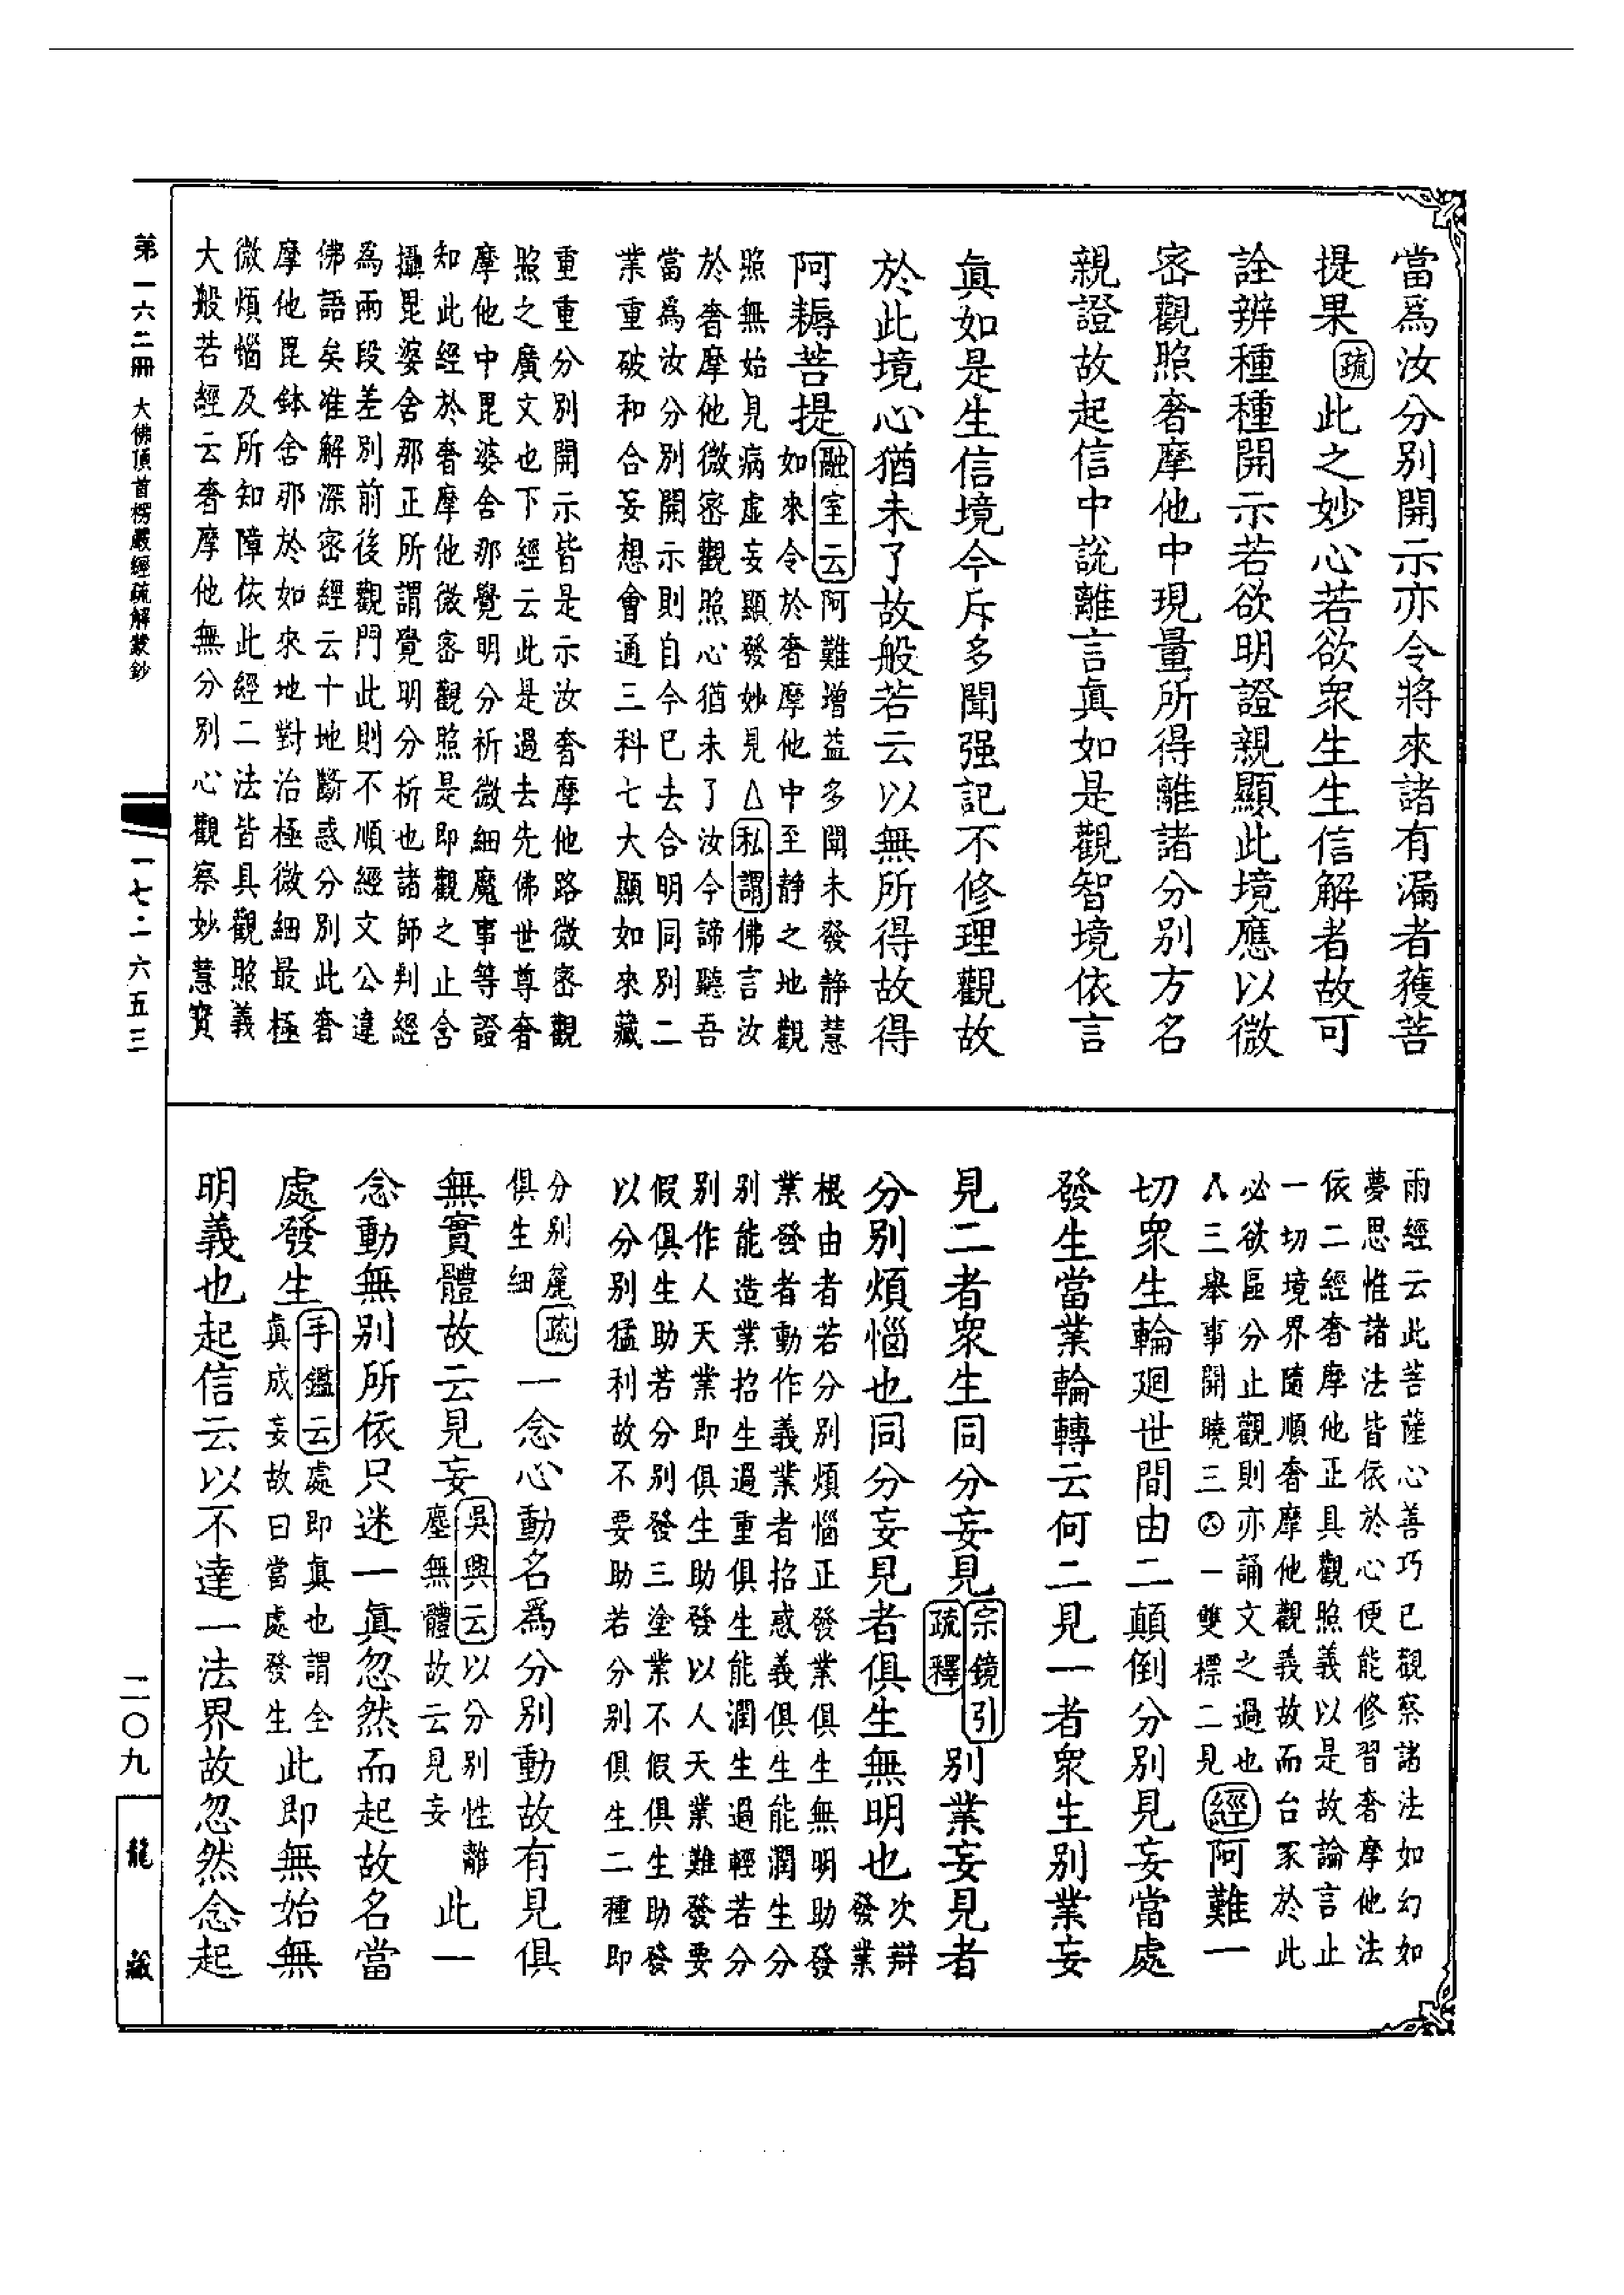 當爲汝分別開示亦令將來諸有漏者獲菩
提果疏此之妙心若欲衆生生信解者故可
詮辨種種開示若欲明證親顯此境應以微
密觀照奢摩他中現量所得離諸分別方名
親證故起信中說離言真如是觀智境依言
真如是生信境今斥多聞强記不修理觀故
於此境心猶未了故般若云以無所得故得
阿耨菩提融室云阿難增益多聞未發静慧
如來令於奢摩他中至静之地觀
照無始見病虛妄顯發妙見△私謂佛言汝
於奢摩他微密觀照心猶未了汝今諦聽吾
當爲汝分別開示則自今已去合明同別二
業重破和合妄想會通三科七大顯如來藏
重重分別開示皆是示汝奢摩他路微密觀
照之廣文也下經云此是過去先佛世尊奢
摩他中毘婆舍那覺明分析微細魔事等證
知此經於奢摩他微密觀照是即觀之止含
攝毘婆舍那正所謂覺明分析也諸師判經
爲兩段差別前後觀門此則不順經文公違
佛語矣准解深密經云十地斷惑分別此奢
摩他毘鉢舍那於如來地對治極微細最極
微煩惱及所知障依此經二法皆具觀照義
大般若經云奢摩他無分別心觀察妙慧寶
雨經云此菩薩心善巧已觀察諸法如幻如
夢思惟諸法皆依於心便能修習奢摩他法
依二經奢摩他正具觀照義以是故論言止
一切境界隨順奢摩他觀義故而台家於此
必欲區分止觀則亦誦文之過也
△三舉事開曉三㊅一雙標二見經阿難一
切衆生輪廻世間由二顛倒分別見妄當處
發生當業輪轉云何二見一者衆生別業妄
見二者衆生同分妄見宗鏡引疏釋別業妄見者
分別煩惱也同分妄見者俱生無明也次辯發業
根由者若分別煩惱正發業俱生無明助發
業發者動作義業者招惑義俱生能潤生分
別能造業招生過重俱生能潤生過輕若分
別作人天業即俱生助發以人天業難發要
假俱生助若分別發三塗業不假俱生助發
以分別猛利故不要助若分別俱生二種即
分別麄
俱生細疏一念心動名爲分別動故有見俱
無實體故云見妄吳興云以分別性離
塵無體故云見妄此一
念動無別所依只迷一真忽然而起故名當
處發生手鑑云處即真也謂全
真成妄故曰當處發生此即無始無
明義也起信云以不達一法界故忽然念起
第一六二冊 大佛頂首楞嚴經疏解蒙鈔
一七二六五三
二〇九
龍藏